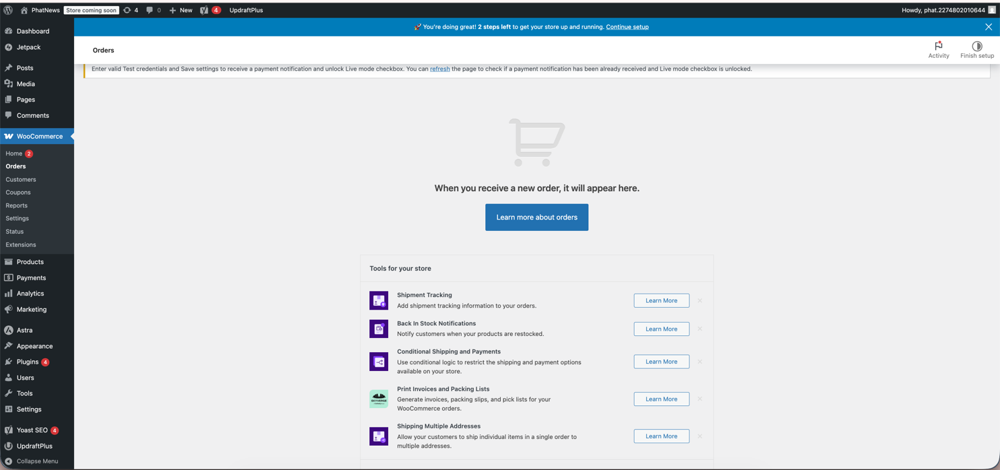 PhatNews Store coming soon 4 0 New 4 UpdraftPlus Howdy, phat.2274802010644
🚀 You're doing great! 2 steps left to get your store up and running. Continue setup
Orders
Activity
Finish setup
Enter valid Test credentials and Save settings to receive a payment notification and unlock Live mode checkbox. You can refresh the page to check if a payment notification has been already received and Live mode checkbox is unlocked.
Dashboard
Jetpack
Posts
Media
Pages
Comments
WooCommerce
Home 2
Orders
Customers
Coupons
Reports
Settings
Status
Extensions
Products
Payments
Analytics
Marketing
Astra
Appearance
Plugins 4
Users
Tools
Settings
Yoast SEO 4
UpdraftPlus
Collapse Menu
When you receive a new order, it will appear here.
Learn more about orders
Tools for your store
Shipment Tracking
Add shipment tracking information to your orders.
Learn More
Back In Stock Notifications
Notify customers when your products are restocked.
Learn More
Conditional Shipping and Payments
Use conditional logic to restrict the shipping and payment options
available on your store.
Learn More
SKYVERGE
Print Invoices and Packing Lists
Generate invoices, packing slips, and pick lists for your
WooCommerce orders.
Learn More
Shipping Multiple Addresses
Allow your customers to ship individual items in a single order to
multiple addresses.
Learn More